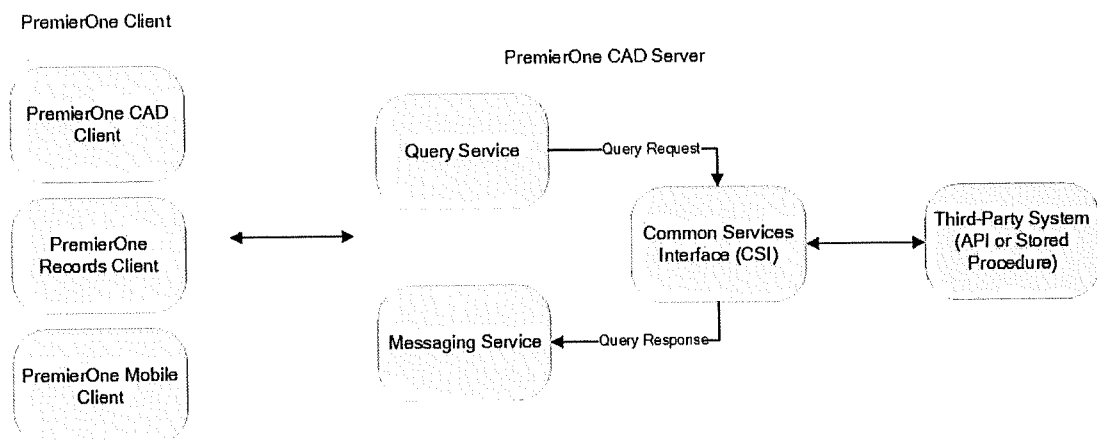 PremierOne Client
PremierOne CAD Server
PremierOne CAD
Client
Query Service
Query Request
PremierOne
Records Client
Common Services
Interface (CSI)
Third-Party System
(API or Stored
Procedure)
Messaging Service
Query Response
PremierOne Mobile
Client